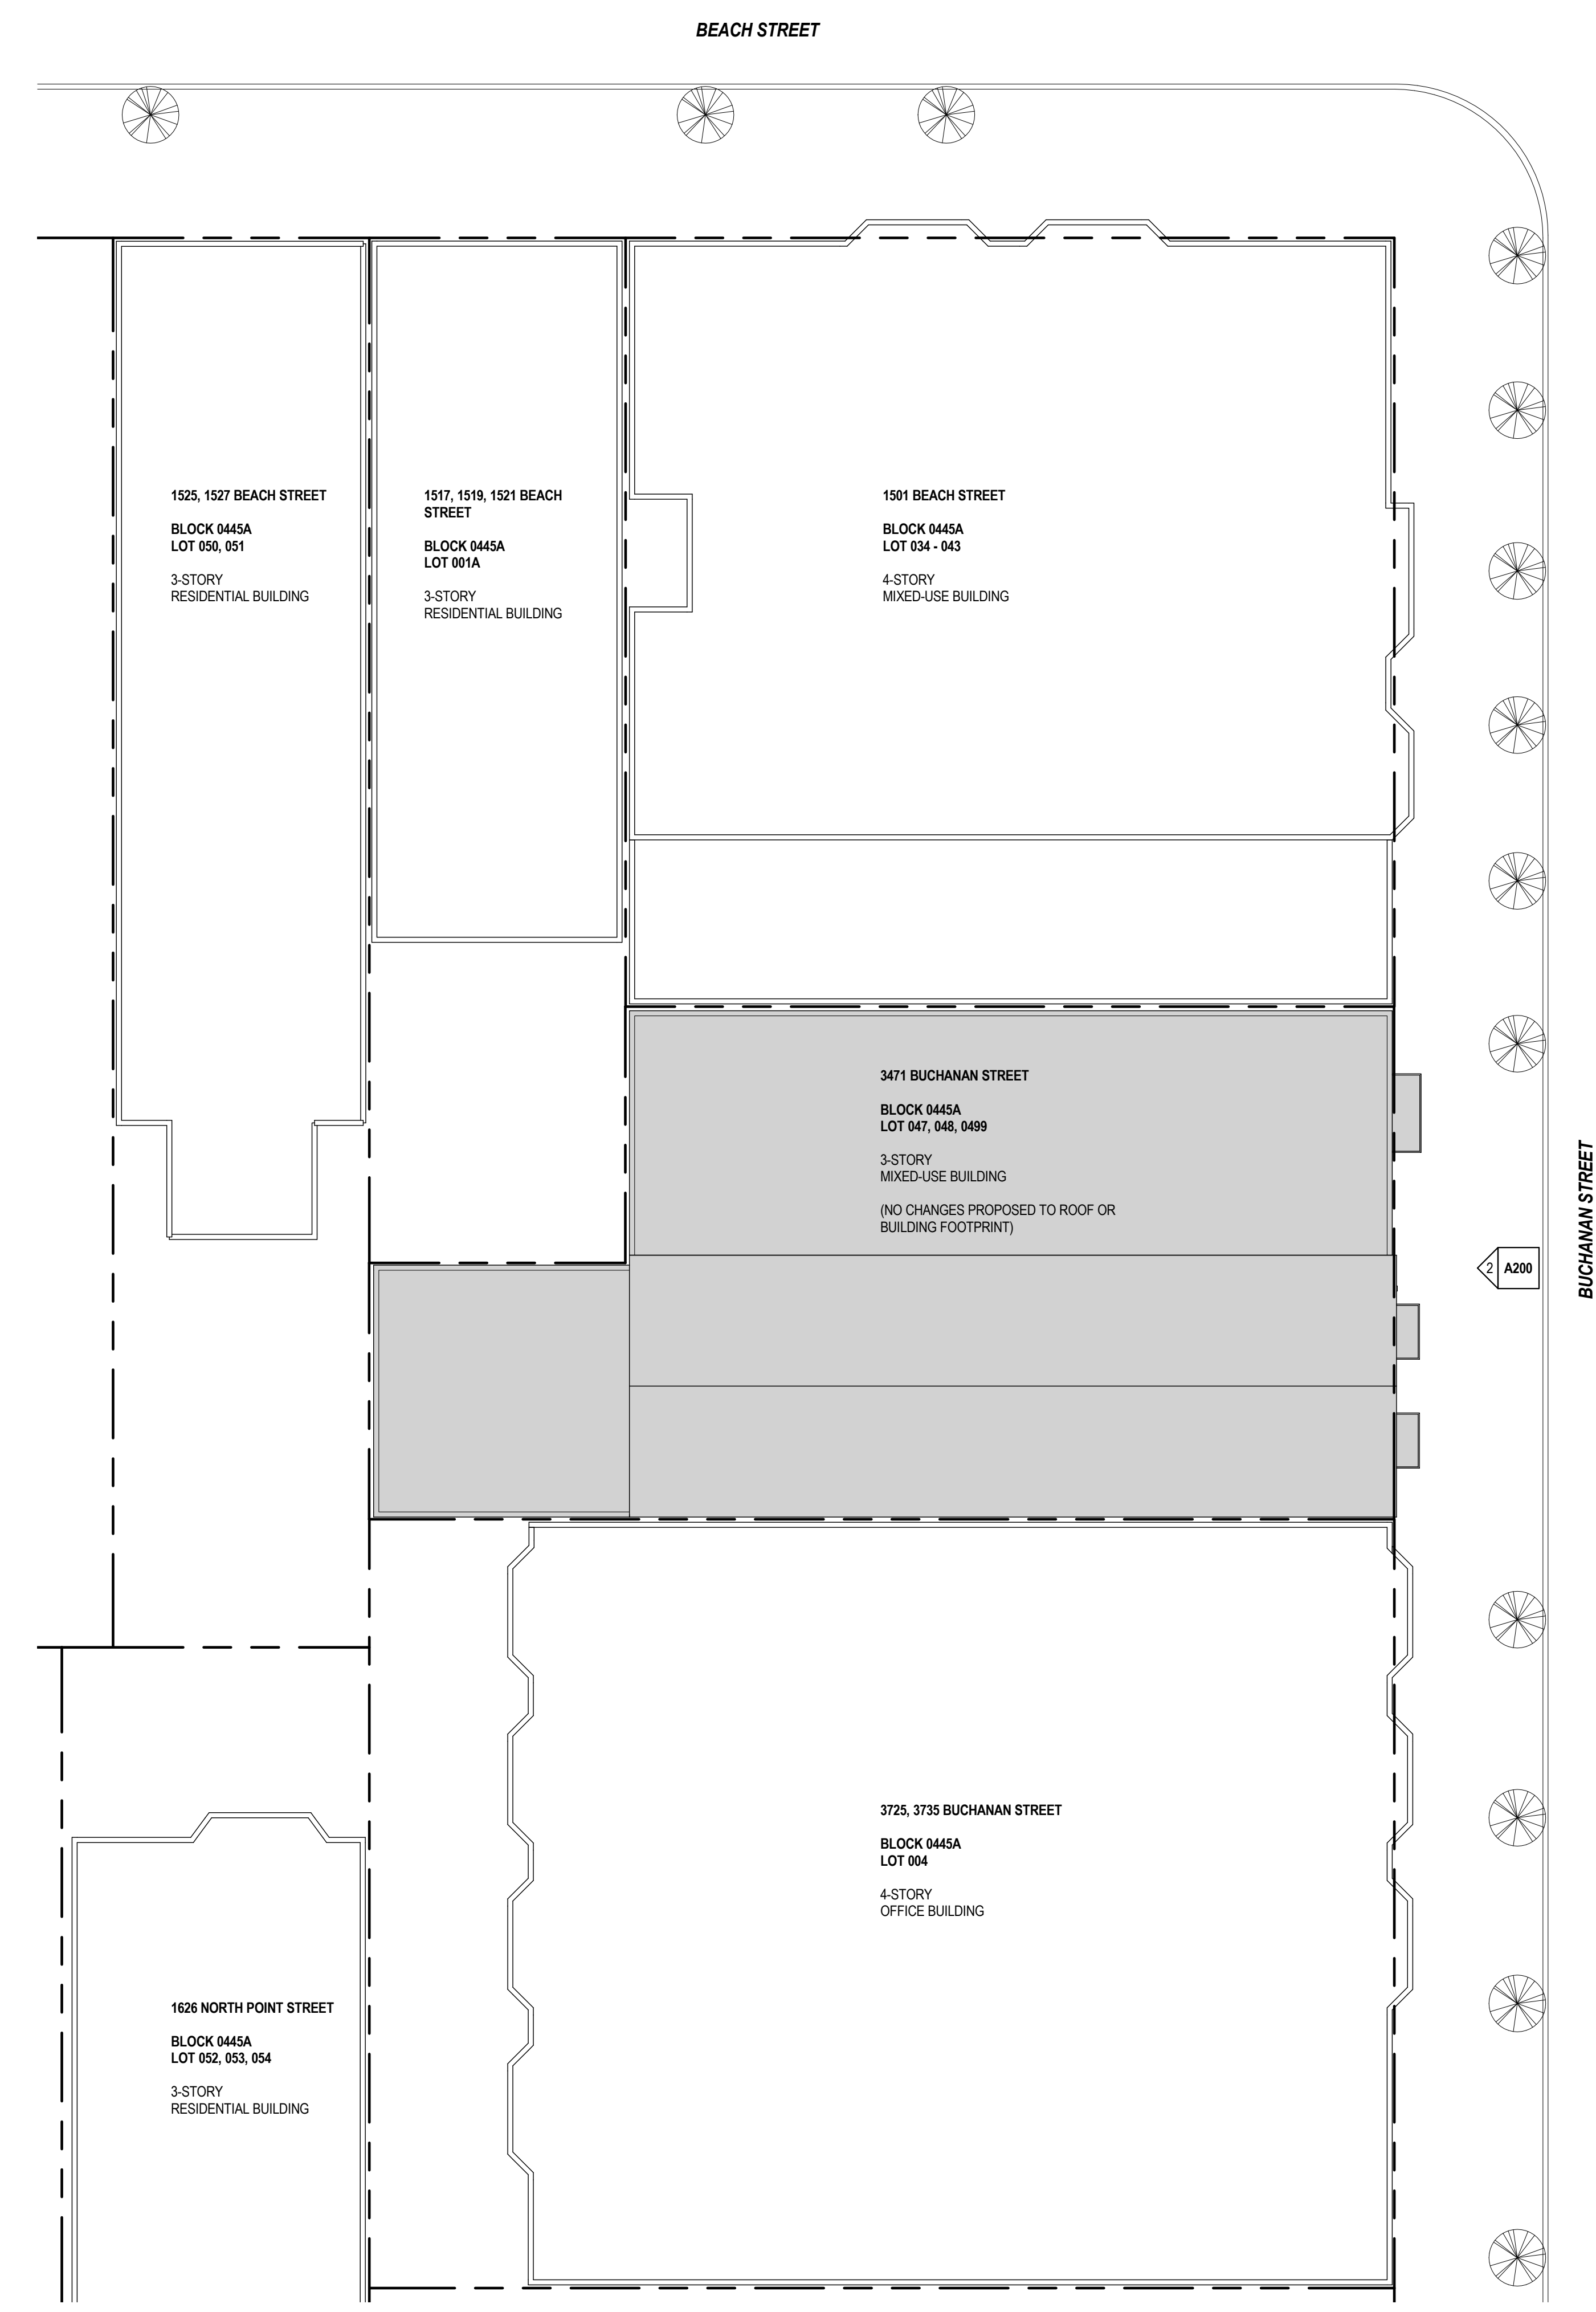 BEACH STREET
1525, 1527 BEACH STREET
BLOCK 0445A
LOT 050, 051
3-STORY
RESIDENTIAL BUILDING
1517, 1519, 1521 BEACH
STREET
BLOCK 0445A
LOT 001A
3-STORY
RESIDENTIAL BUILDING
1501 BEACH STREET
BLOCK 0445A
LOT 034 - 043
4-STORY
MIXED-USE BUILDING
3471 BUCHANAN STREET
BLOCK 0445A
LOT 047, 048, 0499
3-STORY
MIXED-USE BUILDING
(NO CHANGES PROPOSED TO ROOF OR
BUILDING FOOTPRINT)
2 A200
BUCHANAN STREET
3725, 3735 BUCHANAN STREET
BLOCK 0445A
LOT 004
4-STORY
OFFICE BUILDING
1626 NORTH POINT STREET
BLOCK 0445A
LOT 052, 053, 054
3-STORY
RESIDENTIAL BUILDING